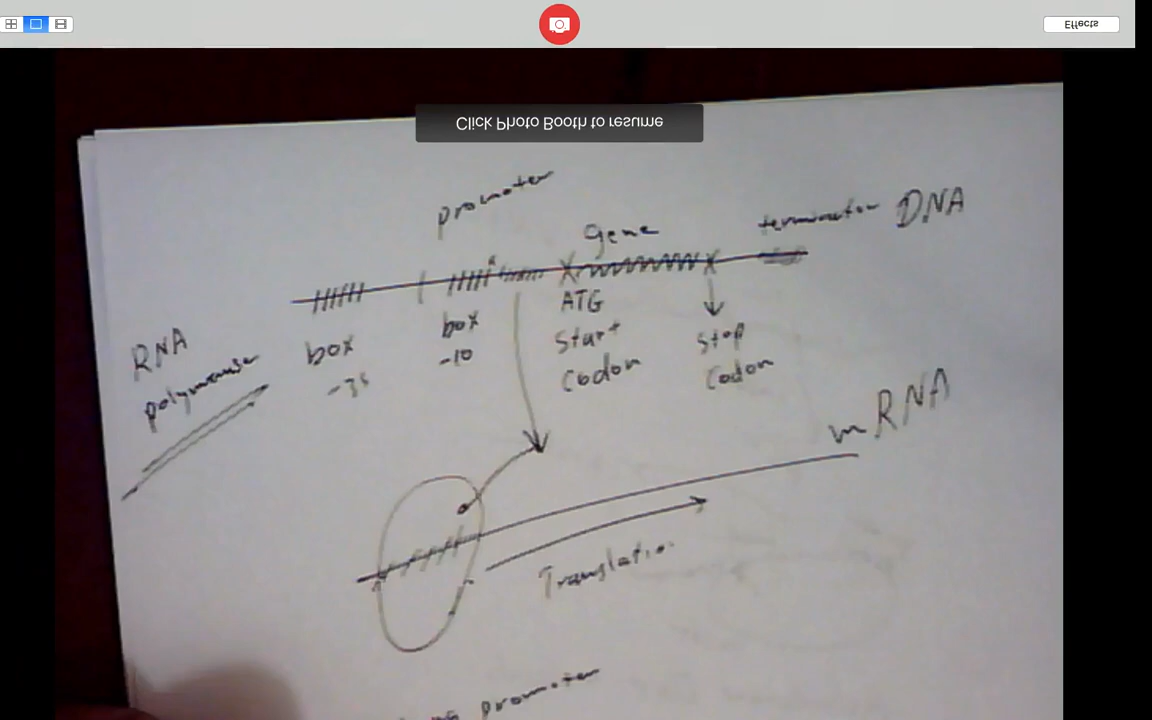 Effects
Click Photo Booth to resume
promoter
gene
terminator DNA
ATG
Start
Codon
Stop
Codon
box
-10
box
-35
RNA
polymerase
mRNA
Translation
promoter